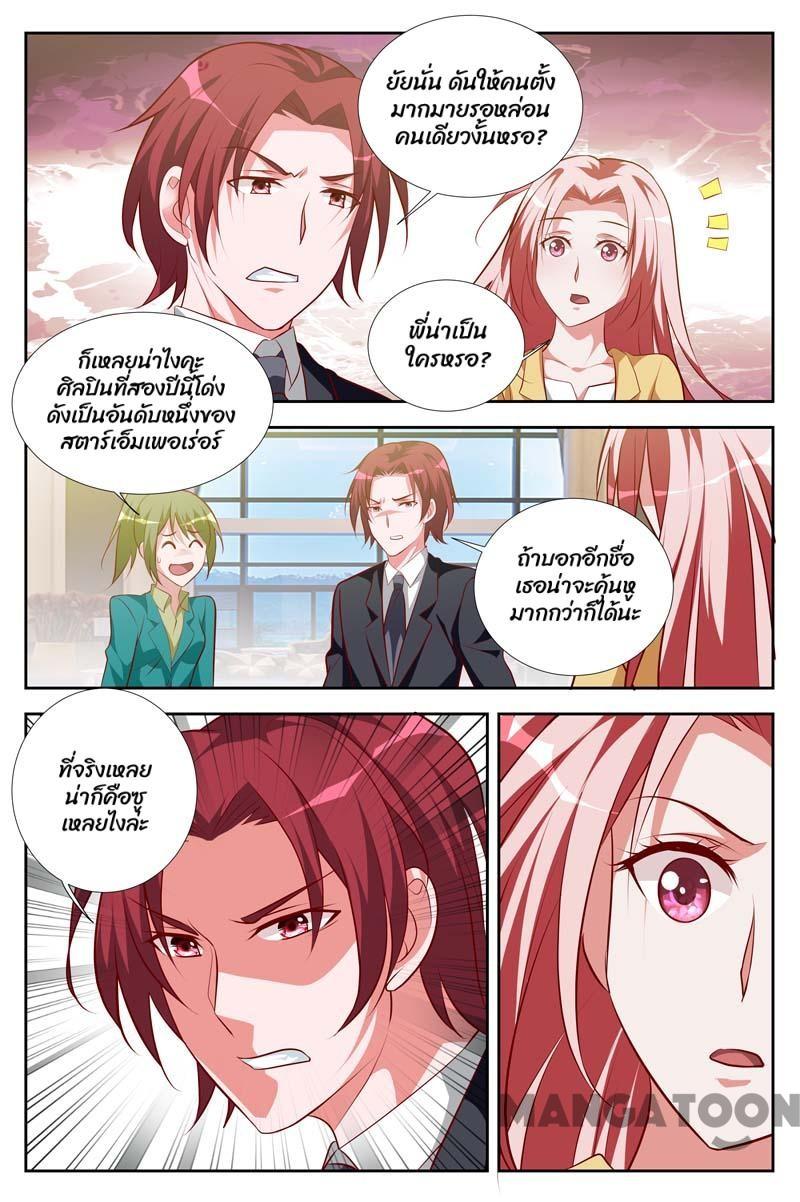 ยัยนั่น ดันให้คนตั้ง
มากมายรอหล่อน
คนเดียวงั้นหรอ?
พี่น่าเป็น
ใครหรอ?
ก็เหลยน่าไงคะ
ศิลปินที่สองปีนี้โด่ง
ดังเป็นอันดับหนึ่งของ
สตาร์เอ็มเพอเร่อร์
ถ้าบอกอีกชื่อ
เธอน่าจะคุ้นหู
มากกว่าก็ได้นะ
ที่จริงเหลย
น่าก็คือซู
เหลยไงล่ะ
MANGATOON